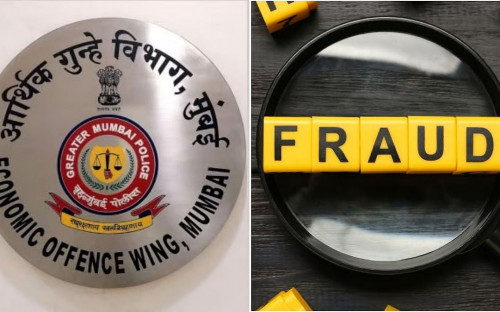 आर्थिक गुन्हे विभाग, मुंबई
GREATER MUMBAI POLICE
बृहन्मुंबई पोलीस
ECONOMIC OFFENCE WING, MUMBAI
FRAUD